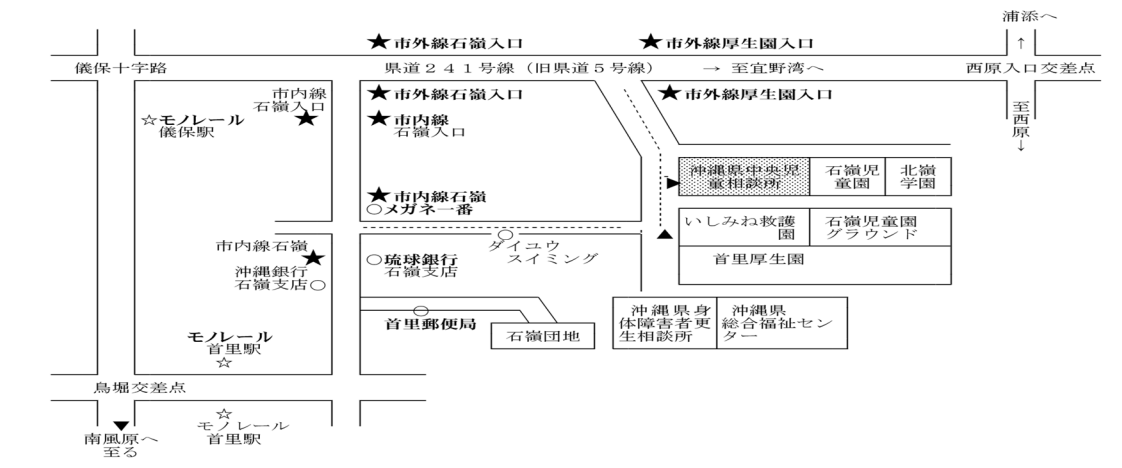 浦添へ
↑
★市外線石嶺入口
★市外線厚生園入口
儀保十字路
県道２４１号線（旧県道５号線）　→ 至宜野湾へ
西原入口交差点
★市外線石嶺入口
★市外線厚生園入口
市内線
石嶺入口
★
☆モノレール
儀保駅
★市内線
石嶺入口
至西原→
沖縄県中央児
童相談所
石嶺児
童園
北嶺
学園
★市内線石嶺
○メガネ一番
いしみね救護
園
石嶺児童園
グラウンド
首里厚生園
市内線石嶺
★
沖縄銀行
石嶺支店○
○琉球銀行
石嶺支店
ダイユウ
スイミング
首里郵便局
石嶺団地
沖縄県身
体障害者更
生相談所
沖縄県
総合福祉セン
ター
モノレール
首里駅
☆
鳥堀交差点
☆
モノレール
首里駅
南風原へ
至る